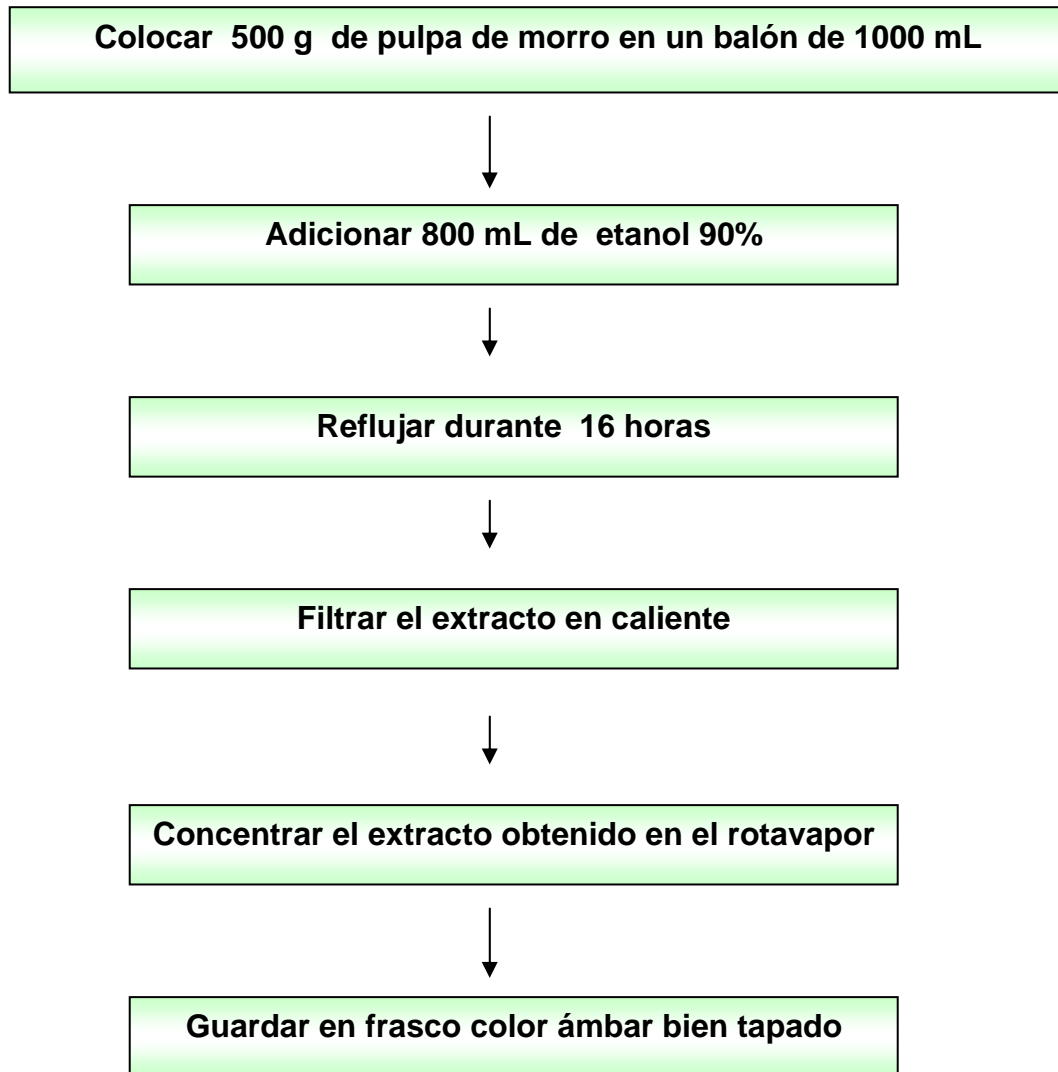 Colocar 500 g de pulpa de morro en un balón de 1000 mL
Adicionar 800 mL de etanol 90%
Reflujar durante 16 horas
Filtrar el extracto en caliente
Concentrar el extracto obtenido en el rotavapor
Guardar en frasco color ámbar bien tapado